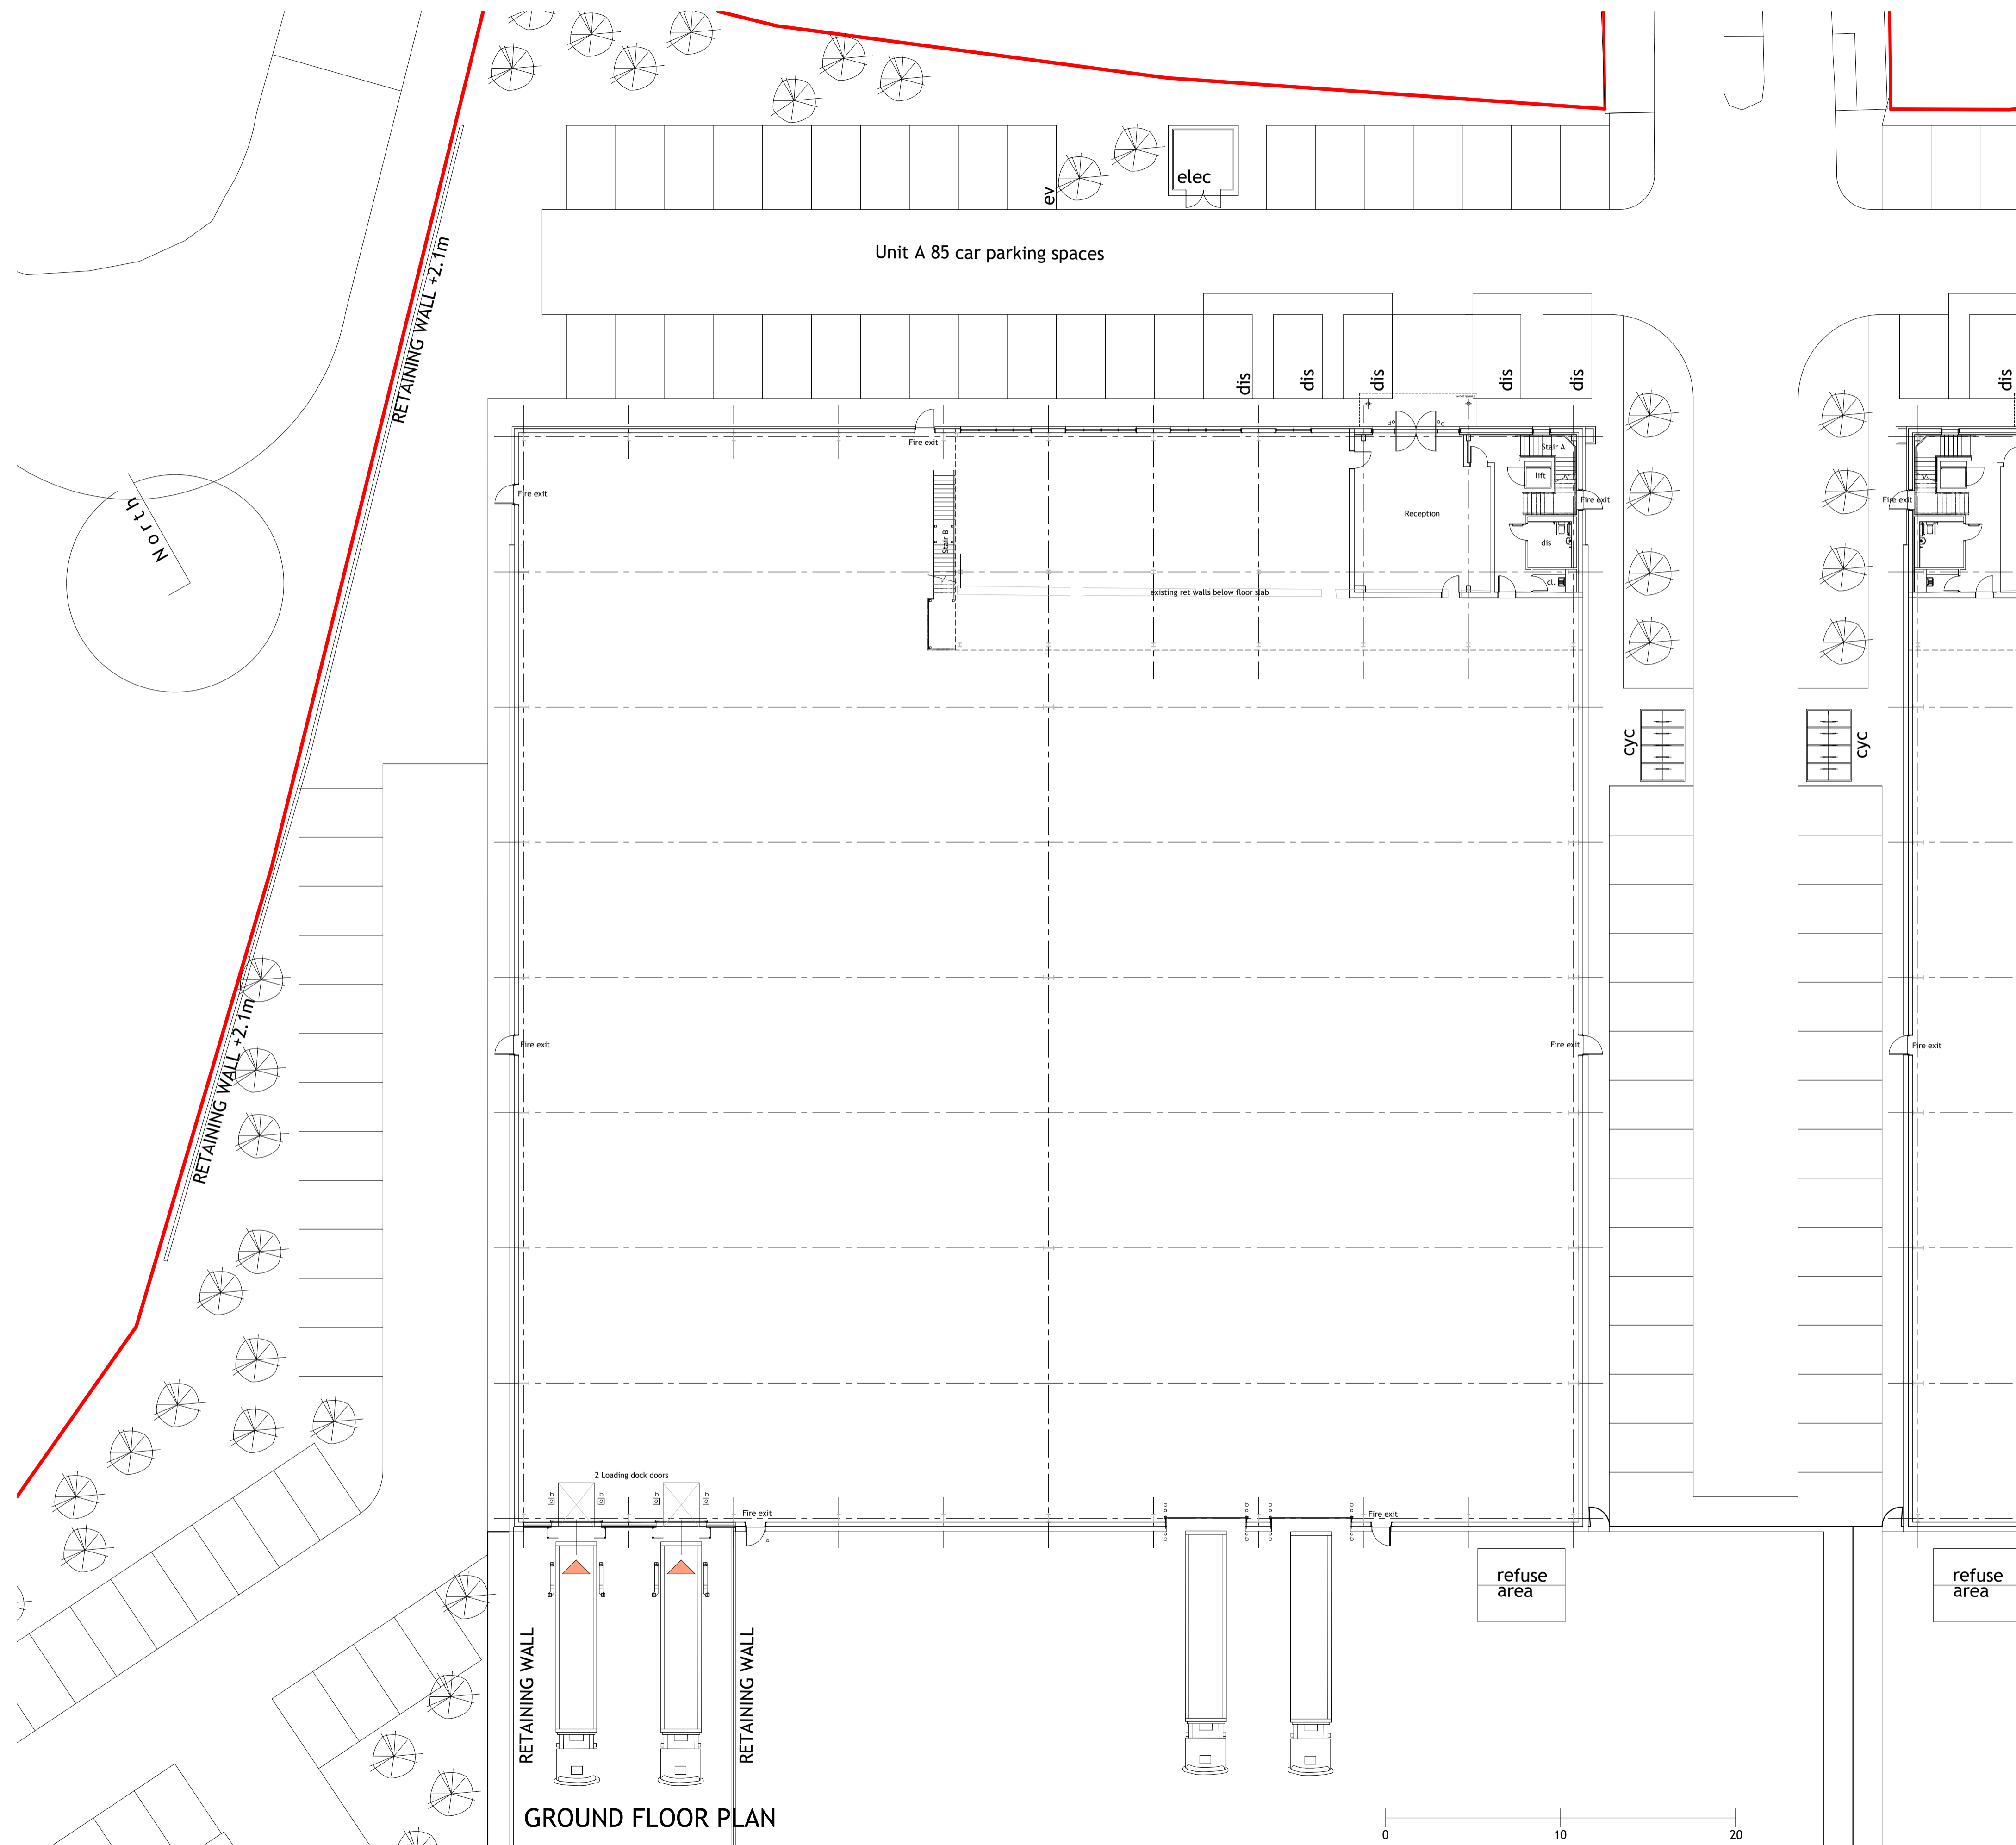 elec
ev
RETAINING WALL +2.1m
Unit A 85 car parking spaces
dis
dis
dis
dis
dis
dis
Fire exit
Stair A
lift
Fire exit
Fire exit
Fire exit
North
Reception
Stair B
dis
cl.
existing ret walls below floor slab
cyc
cyc
RETAINING WALL +2.1m
Fire exit
Fire exit
Fire exit
2 Loading dock doors
b
b
b
b
b
b
b
b
Fire exit
Fire exit
b
b
b
b
refuse
area
refuse
area
RETAINING WALL
RETAINING WALL
GROUND FLOOR PLAN
0
10
20